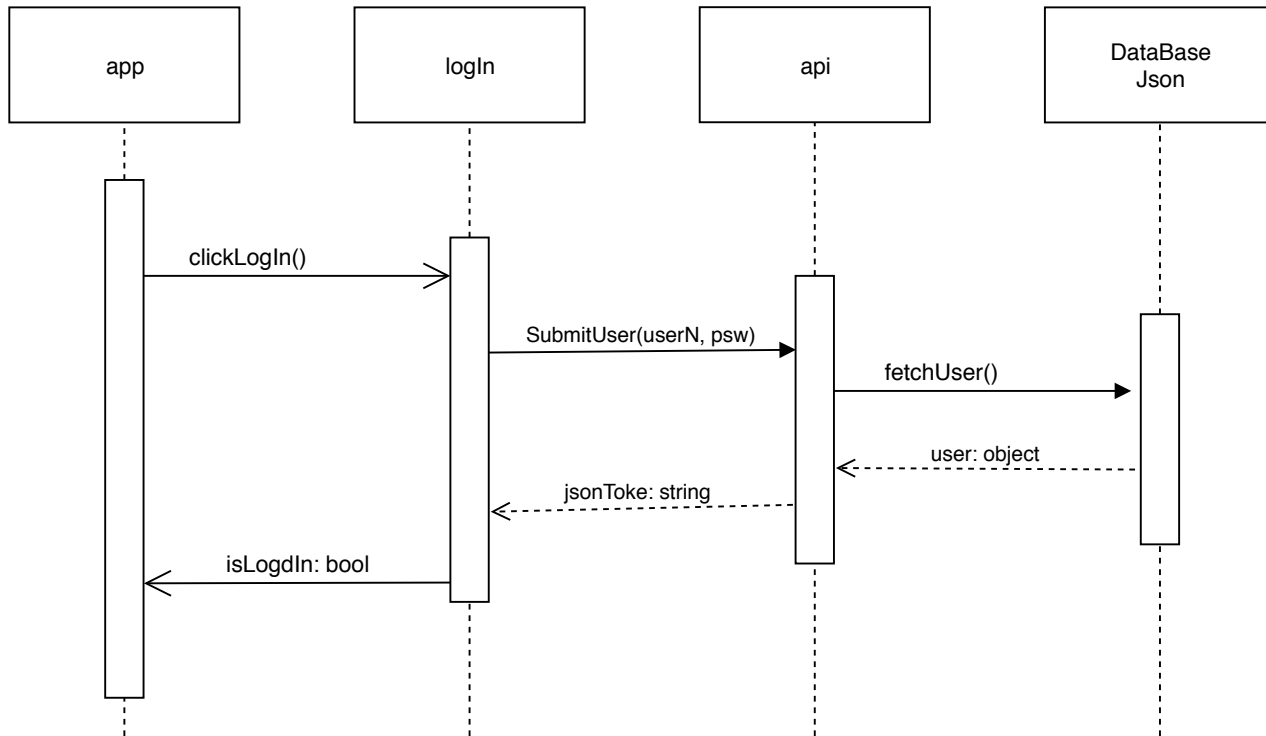 app
logIn
api
DataBase
Json
clickLogIn()
SubmitUser(userN, psw)
fetchUser()
user: object
jsonToke: string
isLogdIn: bool